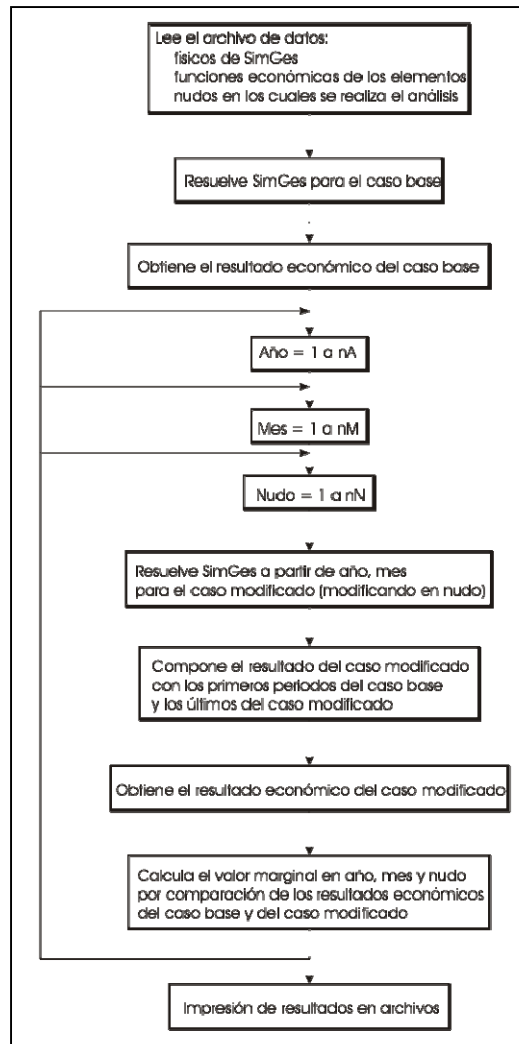 Lee el archivo de datos:
físicos de SimGes
funciones económicas de los elementos
nudos en los cuales se realiza el análisis
Resuelve SimGes para el caso base
Obtiene el resultado económico del caso base
Año = 1 a nA
Mes = 1 a nM
Nudo = 1 a nN
Resuelve SimGes a partir de año, mes
para el caso modificado (modificando en nudo)
Compone el resultado del caso modificado
con los primeros periodos del caso base
y los últimos del caso modificado
Obtiene el resultado económico del caso modificado
Calcula el valor marginal en año, mes y nudo
por comparación de los resultados económicos
del caso base y del caso modificado
Impresión de resultados en archivos